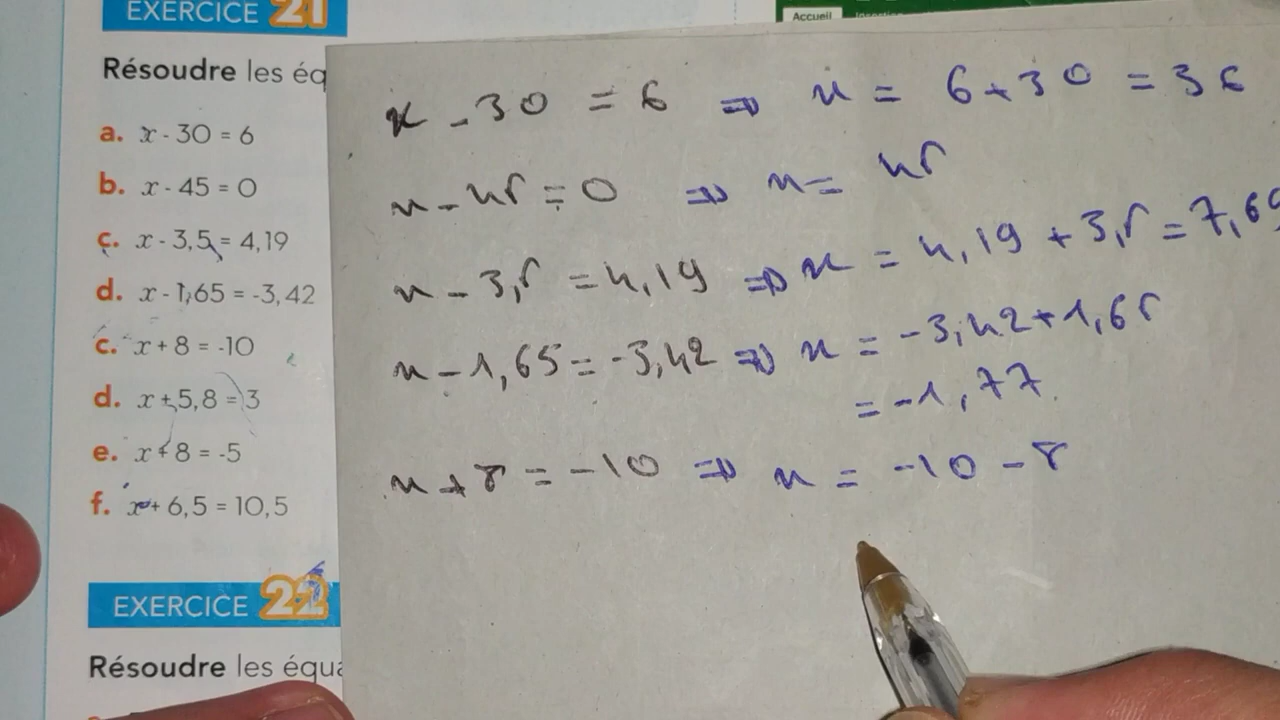 EXERCICE 21
Accueil
Résoudre les éq
a. x - 30 = 6
b. x - 45 = 0
c. x - 3,5 = 4,19
d. x - 1,65 = -3,42
c. x + 8 = -10
d. x + 5,8 = 3
e. x + 8 = -5
f. x + 6,5 = 10,5
EXERCICE 22
Résoudre les équa
x - 30 = 6 ⇒ x = 6 + 30 = 36
x - 45 = 0 ⇒ x = 45
x - 3,5 = 4,19 ⇒ x = 4,19 + 3,5 = 7,69
x - 1,65 = -3,42 ⇒ x = -3,42 + 1,65
= -1,77
x + 8 = -10 ⇒ x = -10 - 8